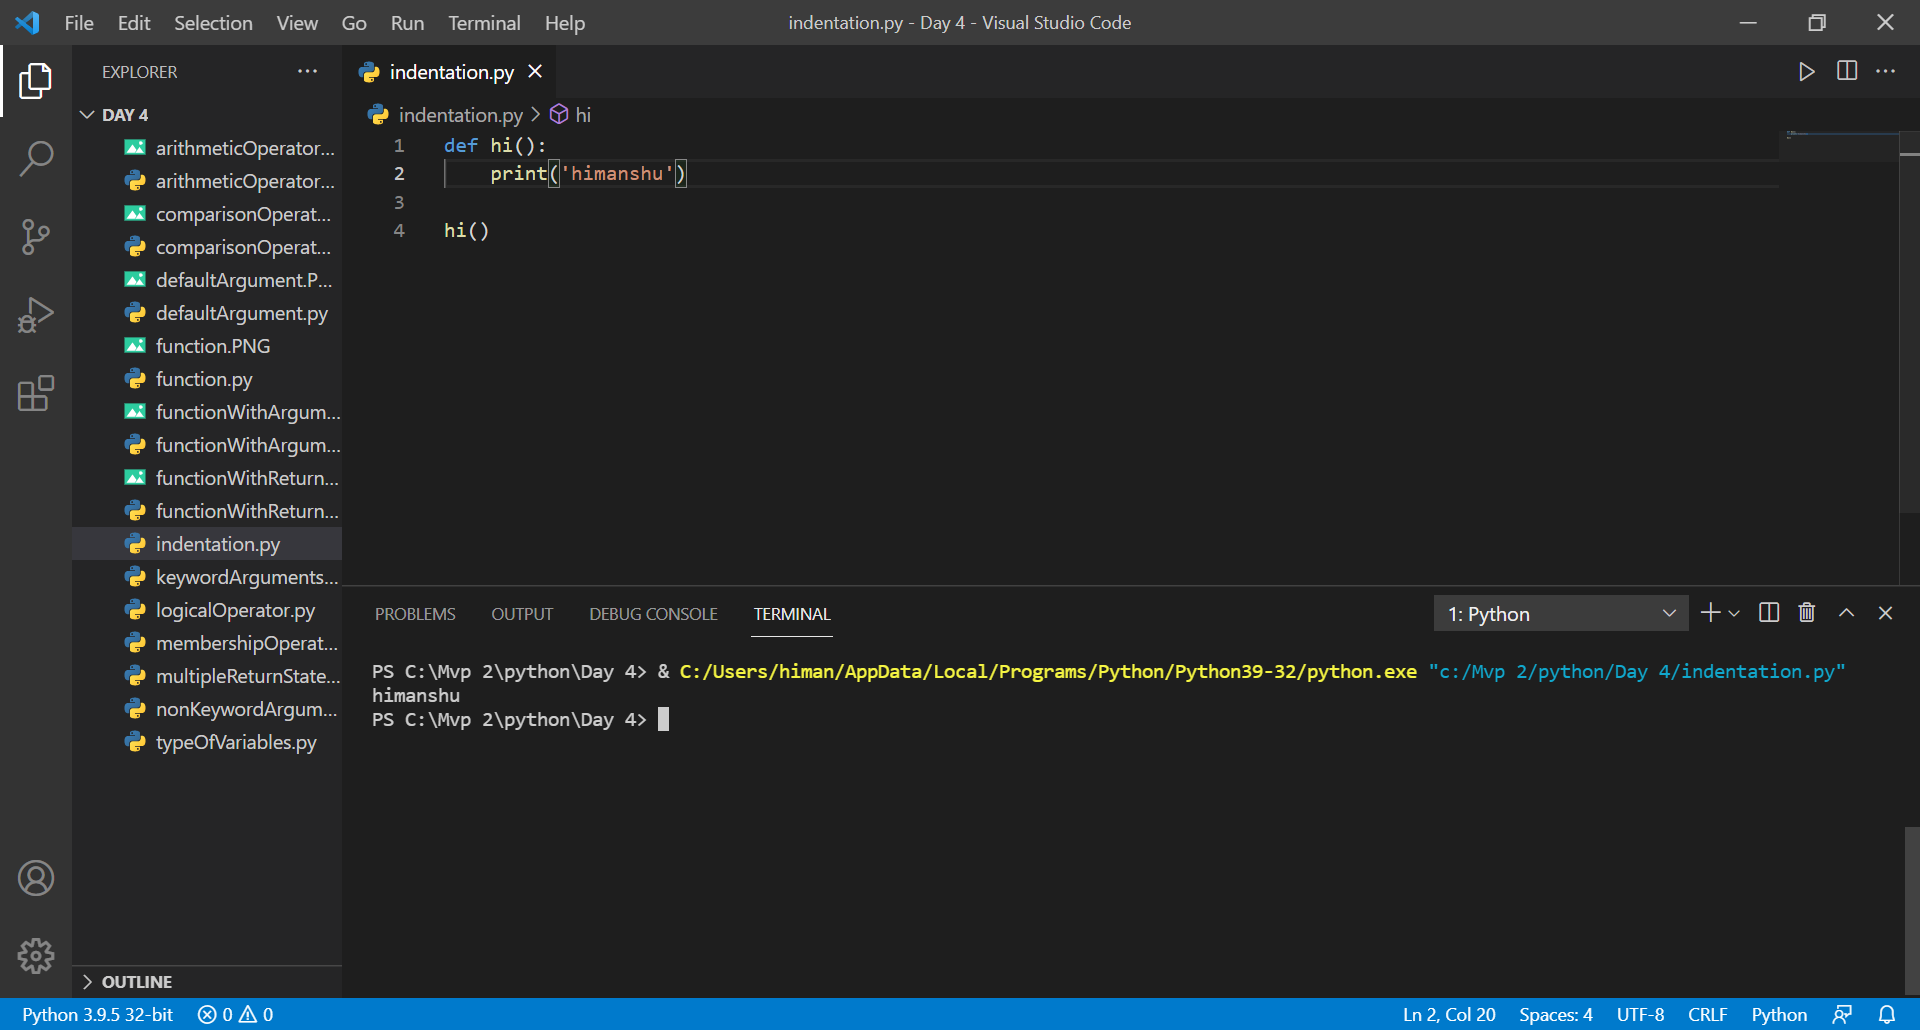 File Edit Selection View Go Run Terminal Help
indentation.py - Day 4 - Visual Studio Code
EXPLORER
DAY 4
arithmeticOperator...
arithmeticOperator...
comparisonOperat...
comparisonOperat...
defaultArgument.P...
defaultArgument.py
function.PNG
function.py
functionWithArgum...
functionWithArgum...
functionWithReturn...
functionWithReturn...
indentation.py
keywordArguments...
logicalOperator.py
membershipOperat...
multipleReturnState...
nonKeywordArgum...
typeOfVariables.py
OUTLINE
indentation.py
indentation.py > hi
1 def hi():
2     print('himanshu')
3
4 hi()
PROBLEMS OUTPUT DEBUG CONSOLE TERMINAL
1: Python
PS C:\Mvp 2\python\Day 4> & C:/Users/himan/AppData/Local/Programs/Python/Python39-32/python.exe "c:/Mvp 2/python/Day 4/indentation.py"
himanshu
PS C:\Mvp 2\python\Day 4>
Python 3.9.5 32-bit 0 0 Ln 2, Col 20 Spaces: 4 UTF-8 CRLF Python